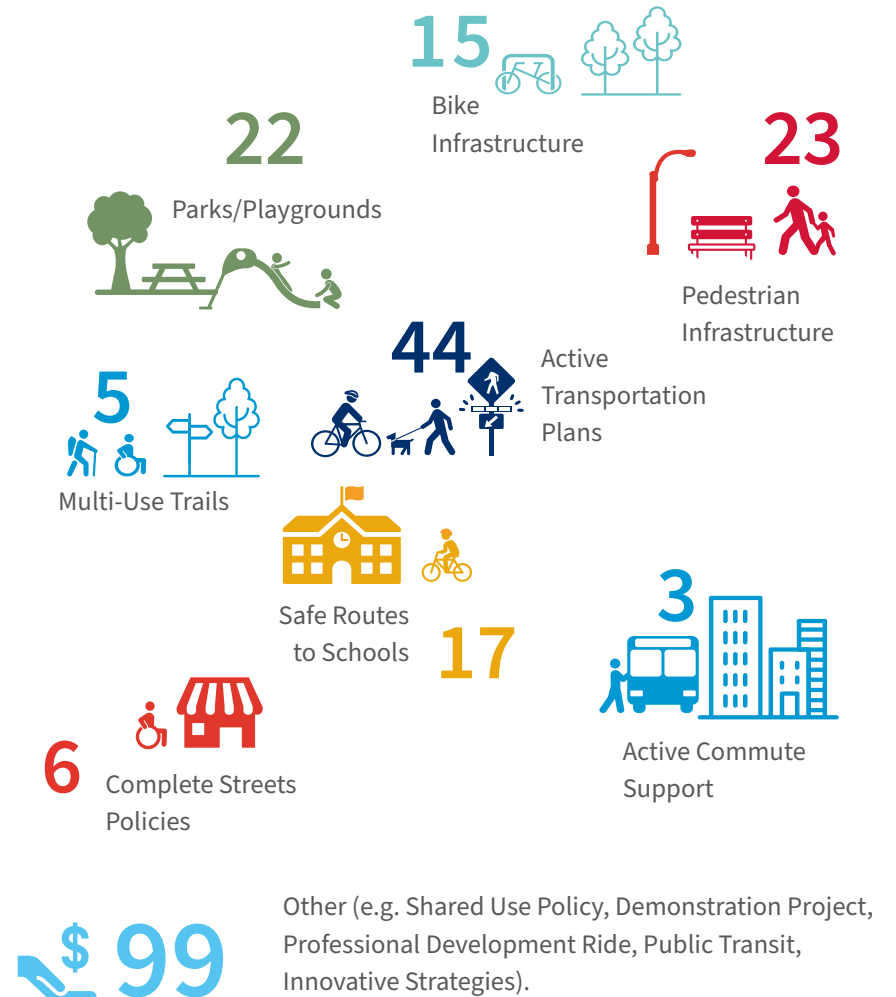 15
Bike
Infrastructure
22
Parks/Playgrounds
23
Pedestrian
Infrastructure
44
Active
Transportation
Plans
5
Multi-Use Trails
Safe Routes
to Schools
17
3
Active Commute
Support
6
Complete Streets
Policies
$
99
Other (e.g. Shared Use Policy, Demonstration Project,
Professional Development Ride, Public Transit,
Innovative Strategies).